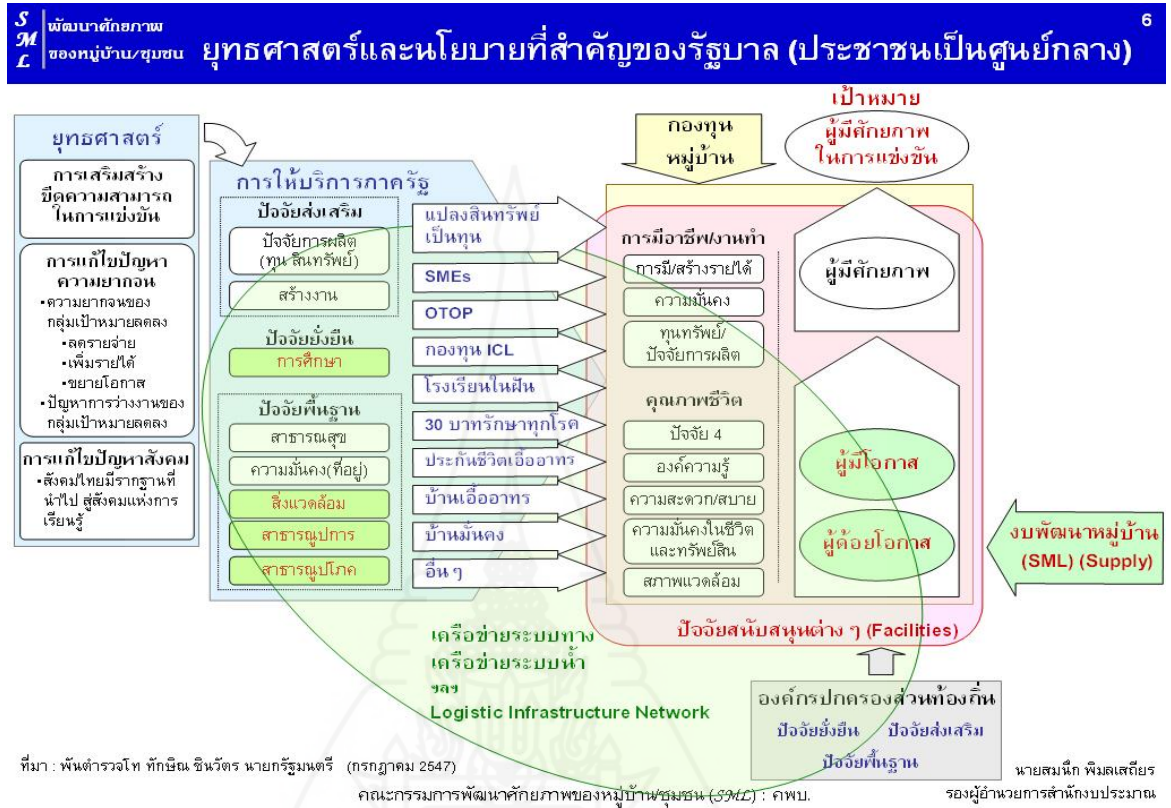 SML
พัฒนาศักยภาพ
ของหมู่บ้าน/ชุมชน
ยุทธศาสตร์และนโยบายที่สำคัญของรัฐบาล (ประชาชนเป็นศูนย์กลาง)
6
ยุทธศาสตร์
การเสริมสร้าง
ขีดความสามารถ
ในการแข่งขัน
การแก้ไขปัญหา
ความยากจน
▪ความยากจนของ
กลุ่มเป้าหมายลดลง
▪ลดรายจ่าย
▪เพิ่มรายได้
▪ขยายโอกาส
▪ปัญหาการว่างงานของ
กลุ่มเป้าหมายลดลง
การแก้ไขปัญหาสังคม
▪สังคมไทยมีรากฐานที่
นำไป สู่สังคมแห่งการ
เรียนรู้
การให้บริการภาครัฐ
ปัจจัยส่งเสริม
ปัจจัยการผลิต
(ทุน สินทรัพย์)
สร้างงาน
ปัจจัยยั่งยืน
การศึกษา
ปัจจัยพื้นฐาน
สาธารณสุข
ความมั่นคง(ที่อยู่)
สิ่งแวดล้อม
สาธารณูปการ
สาธารณูปโภค
แปลงสินทรัพย์
เป็นทุน
SMEs
OTOP
กองทุน ICL
โรงเรียนในฝัน
30 บาทรักษาทุกโรค
ประกันชีวิตเอื้ออาทร
บ้านเอื้ออาทร
บ้านมั่นคง
อื่น ๆ
กองทุน
หมู่บ้าน
การมีอาชีพ/งานทำ
การมี/สร้างรายได้
ความมั่นคง
ทุนทรัพย์/
ปัจจัยการผลิต
คุณภาพชีวิต
ปัจจัย 4
องค์ความรู้
ความสะดวก/สบาย
ความมั่นคงในชีวิต
และทรัพย์สิน
สภาพแวดล้อม
เป้าหมาย
ผู้มีศักยภาพ
ในการแข่งขัน
ผู้มีศักยภาพ
ผู้มีโอกาส
ผู้ด้อยโอกาส
งบพัฒนาหมู่บ้าน
(SML) (Supply)
ปัจจัยสนับสนุนต่าง ๆ (Facilities)
เครือข่ายระบบทาง
เครือข่ายระบบน้ำ
ฯลฯ
Logistic Infrastructure Network
องค์กรปกครองส่วนท้องถิ่น
ปัจจัยยั่งยืน ปัจจัยส่งเสริม
ปัจจัยพื้นฐาน
ที่มา : พันตำรวจโท ทักษิณ ชินวัตร นายกรัฐมนตรี (กรกฎาคม 2547)
คณะกรรมการพัฒนาศักยภาพของหมู่บ้าน/ชุมชน (SML) : คพบ.
นายสมนึก พิมลเสถียร
รองผู้อำนวยการสำนักงบประมาณ